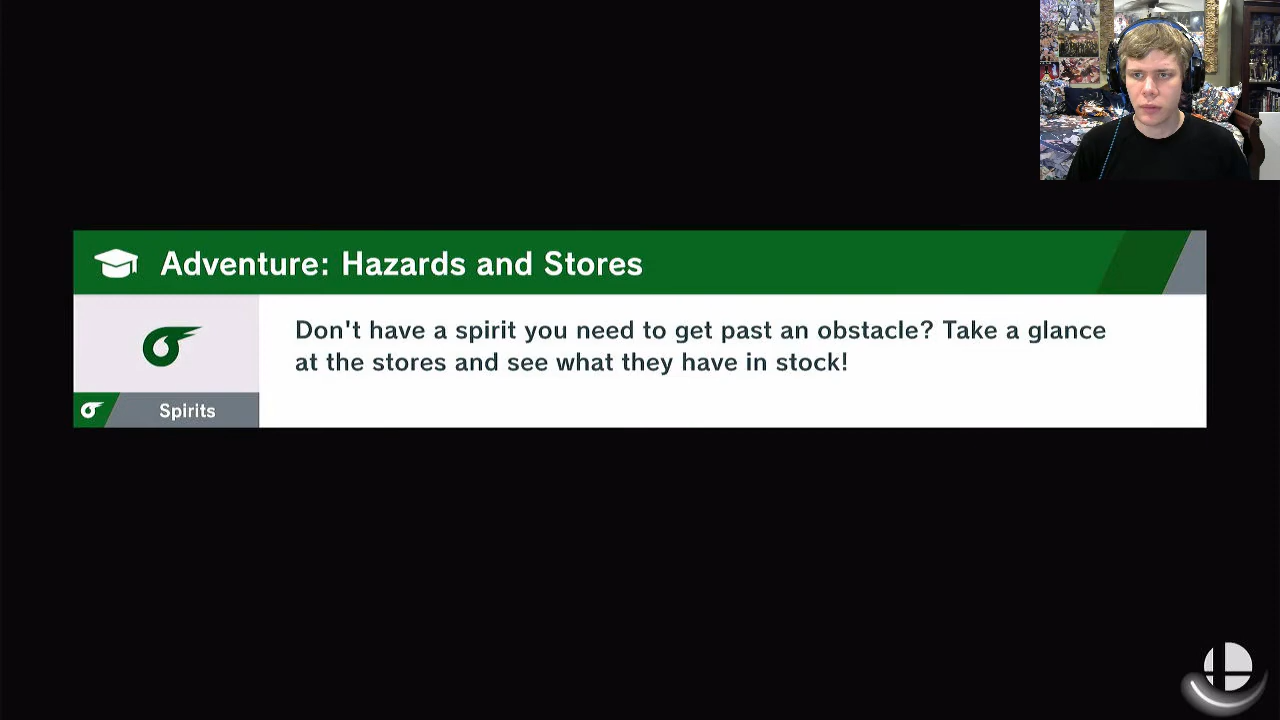 Adventure: Hazards and Stores
Don't have a spirit you need to get past an obstacle? Take a glance
at the stores and see what they have in stock!
Spirits